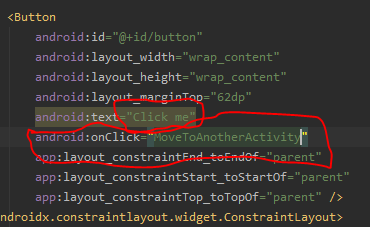 <Button
android:id="@+id/button"
android:layout_width="wrap_content"
android:layout_height="wrap_content"
android:layout_marginTop="62dp"
android:text="Click me"
android:onClick="MoveToAnotherActivity"
app:layout_constraintEnd_toEndOf="parent"
app:layout_constraintStart_toStartOf="parent"
app:layout_constraintTop_toTopOf="parent" />
ndroidx.constraintlayout.widget.ConstraintLayout>